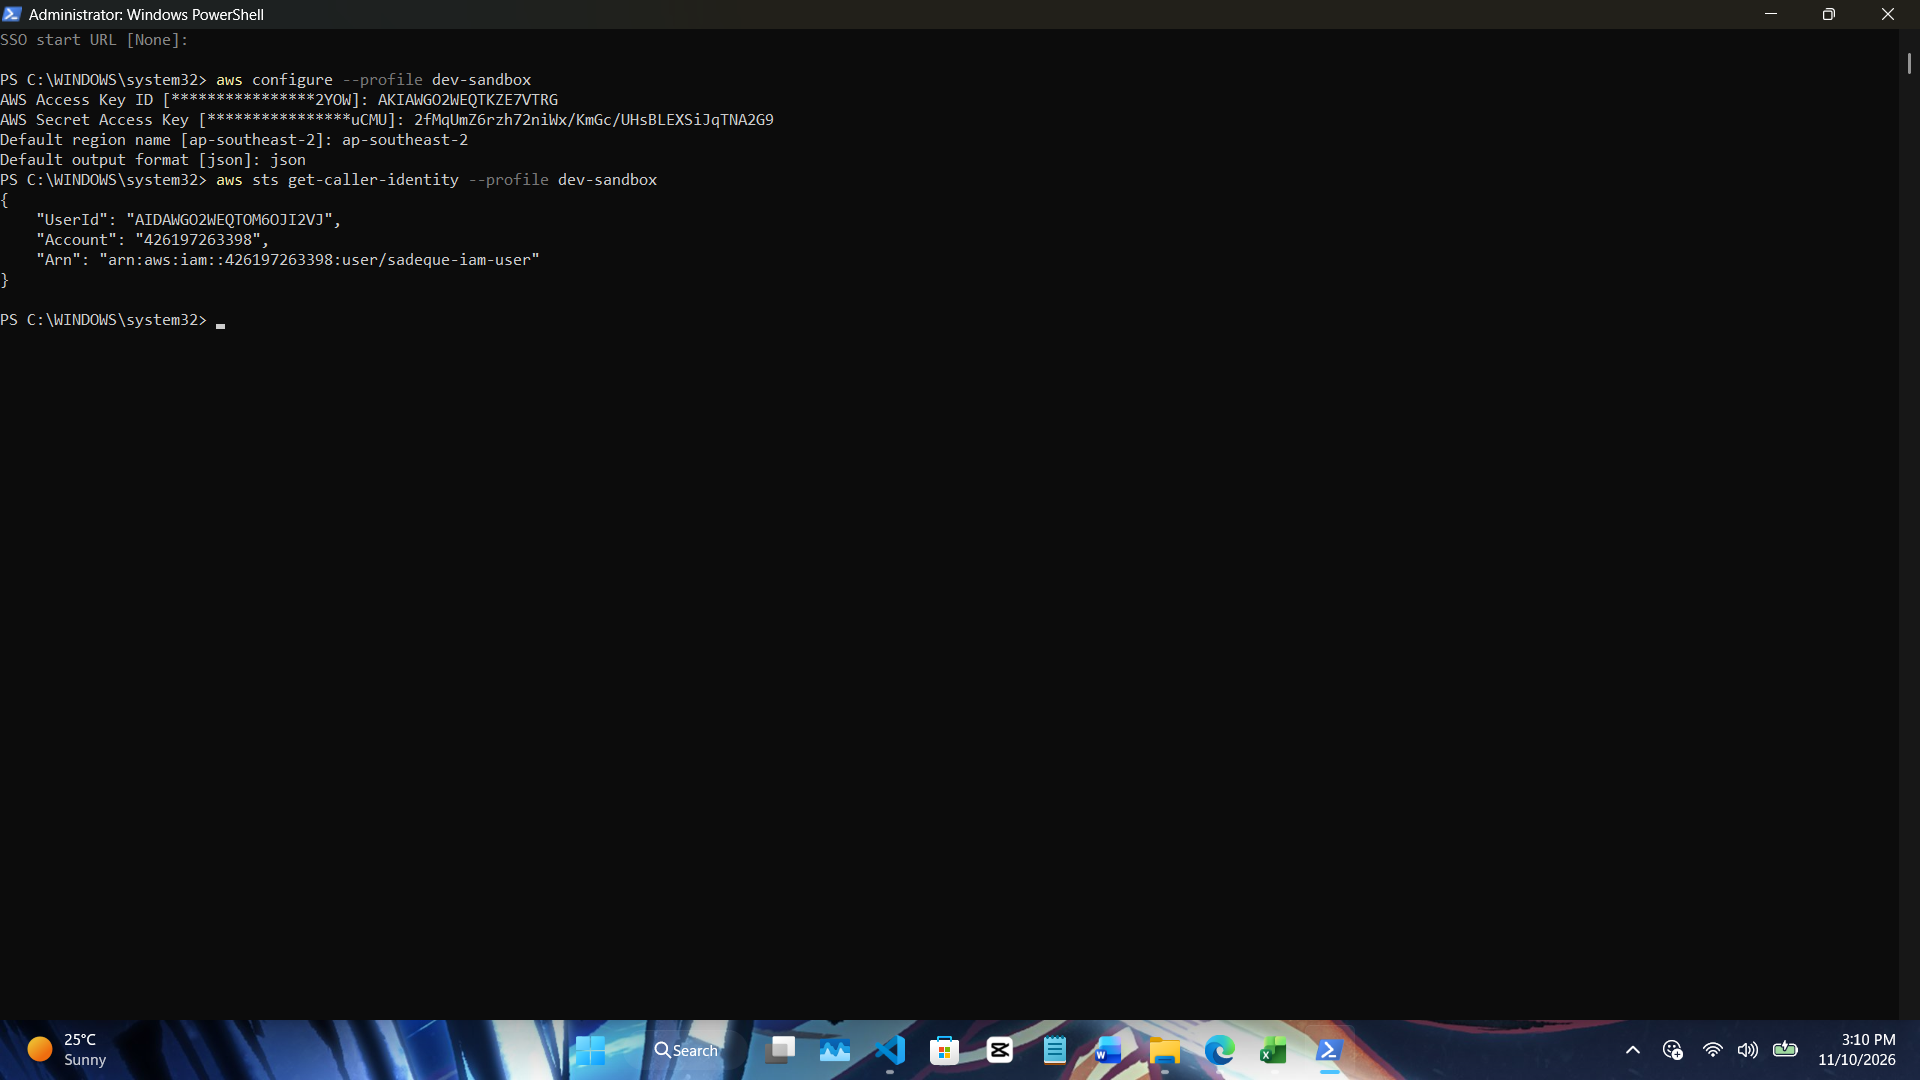 Administrator: Windows PowerShell
SSO start URL [None]:
PS C:\WINDOWS\system32> aws configure --profile dev-sandbox
AWS Access Key ID [****************2YOW]: AKIAWGO2WEQTKZE7VTRG
AWS Secret Access Key [****************uCMU]: 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
Default region name [ap-southeast-2]: ap-southeast-2
Default output format [json]: json
PS C:\WINDOWS\system32> aws sts get-caller-identity --profile dev-sandbox
{
    "UserId": "AIDAWGO2WEQTOM6OJI2VJ",
    "Account": "426197263398",
    "Arn": "arn:aws:iam::426197263398:user/sadeque-iam-user"
}
PS C:\WINDOWS\system32>
25°C
Sunny
Search
3:10 PM
11/10/2026